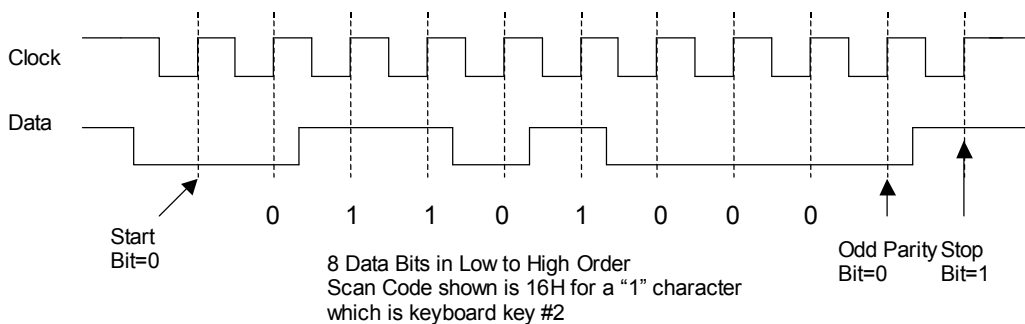 Clock
Data
0 1 1 0 1 0 0 0
Start
Bit=0
Odd Parity
Bit=0
Stop
Bit=1
8 Data Bits in Low to High Order
Scan Code shown is 16H for a “1” character
which is keyboard key #2